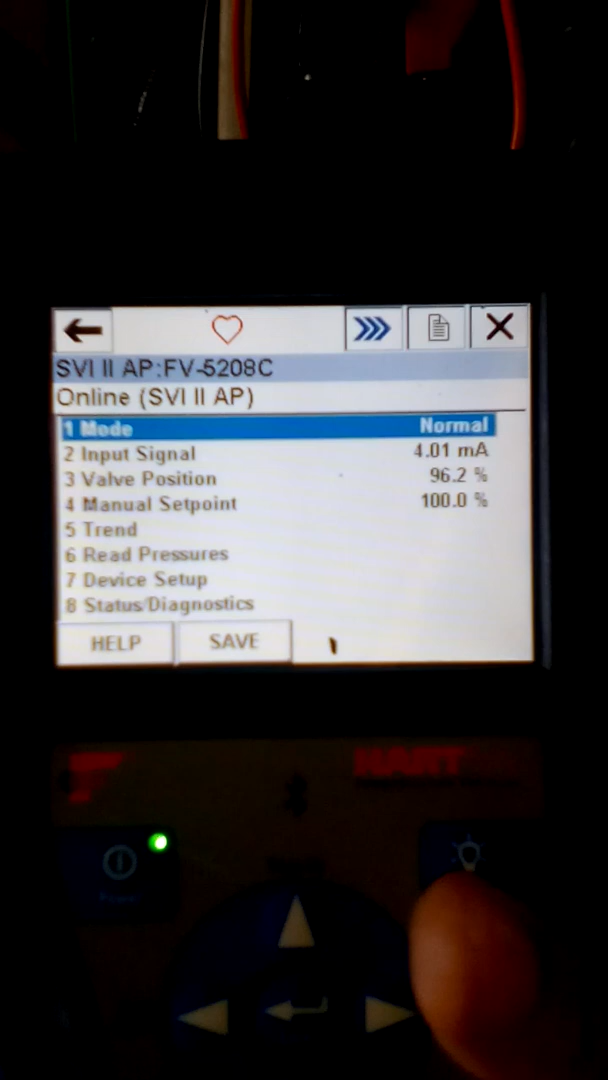 SVI II AP:FV-5208C
Online (SVI II AP)
1 Mode Normal
2 Input Signal 4.01 mA
3 Valve Position 96.2 %
4 Manual Setpoint 100.0 %
5 Trend
6 Read Pressures
7 Device Setup
8 Status/Diagnostics
HELP SAVE
HART
Power